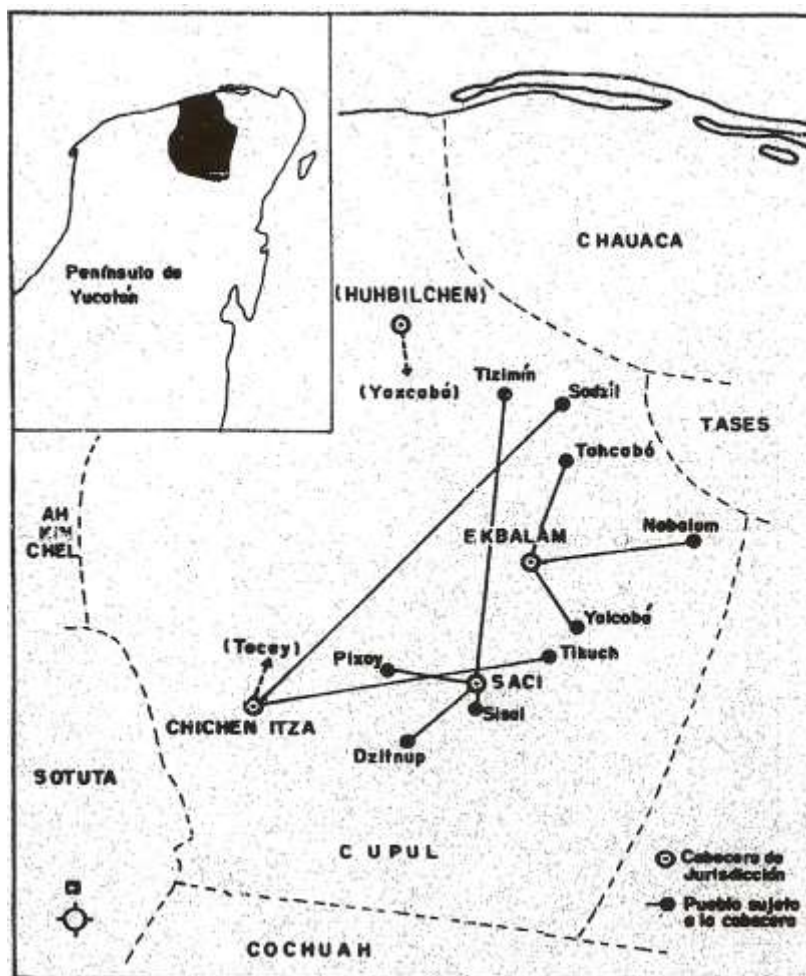 Península de
Yucatán
CHAUACA
(HUHBILCHEN)
(Yaxcabá)
Tizimín
Sodzil
Tahcabó
TASES
AH
KIN
CHEL
EKBALAM
Nabalam
Yalcobá
(Tecay)
Pixoy
Tikuch
SACI
Sisal
CHICHEN ITZA
Dzitnup
SOTUTA
CUPUL
Cabecera de
Jurisdicción
Pueblo sujeto
a la cabecera
COCHUAH